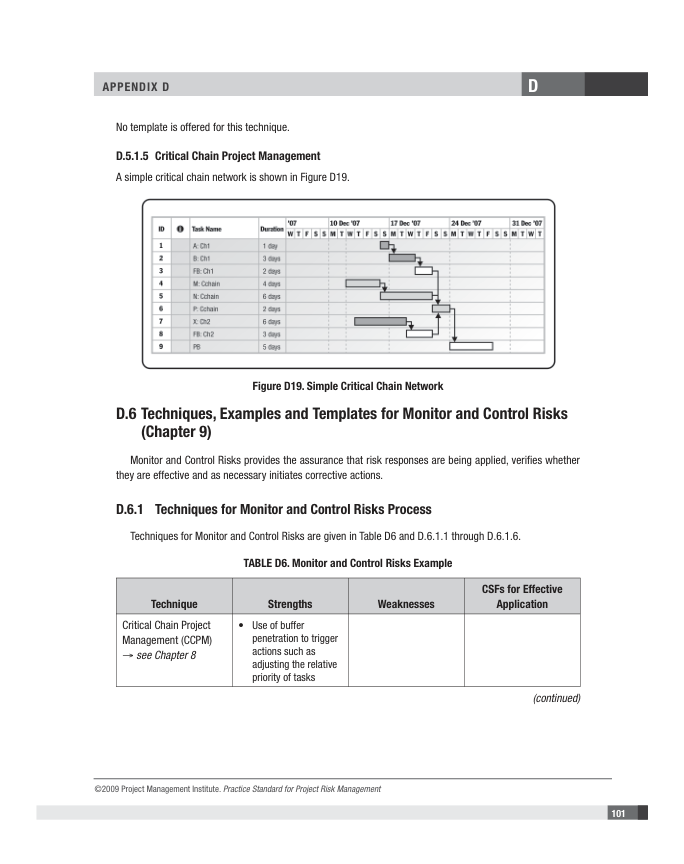 APPENDIX D
D
No template is offered for this technique.
D.5.1.5 Critical Chain Project Management
A simple critical chain network is shown in Figure D19.
ID Task Name Duration '07 10 Dec '07 17 Dec '07 24 Dec '07 31 Dec '07
W T F S S M T W T F S S M T W T F S S M T W T F S S M T W T
1 A: Ch1 1 day
2 B: Ch1 3 days
3 FB: Ch1 2 days
4 M: Cchain 4 days
5 N: Cchain 6 days
6 P: Cchain 2 days
7 X: Ch2 6 days
8 FB: Ch2 3 days
9 PB 5 days
Figure D19. Simple Critical Chain Network
D.6 Techniques, Examples and Templates for Monitor and Control Risks
(Chapter 9)
Monitor and Control Risks provides the assurance that risk responses are being applied, verifies whether
they are effective and as necessary initiates corrective actions.
D.6.1 Techniques for Monitor and Control Risks Process
Techniques for Monitor and Control Risks are given in Table D6 and D.6.1.1 through D.6.1.6.
TABLE D6. Monitor and Control Risks Example
Technique Strengths Weaknesses CSFs for Effective
Application
Critical Chain Project
Management (CCPM)
→ see Chapter 8
• Use of buffer
penetration to trigger
actions such as
adjusting the relative
priority of tasks
(continued)
©2009 Project Management Institute. Practice Standard for Project Risk Management
101